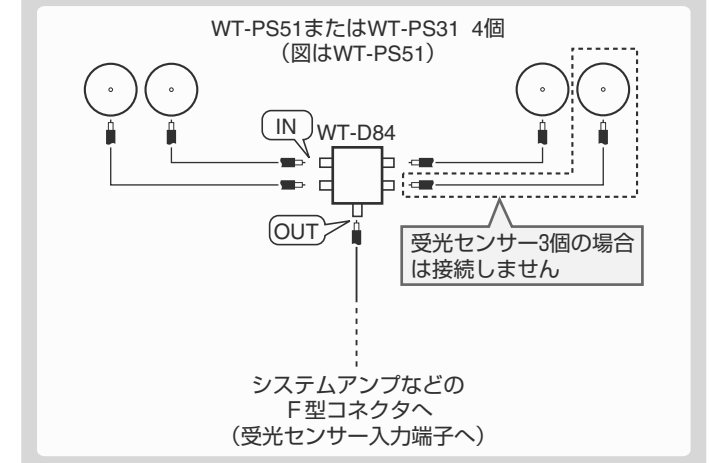 WT-PS51またはWT-PS31 4個
（図はWT-PS51）
IN
WT-D84
OUT
受光センサー3個の場合
は接続しません
システムアンプなどの
F型コネクタへ
（受光センサー入力端子へ）